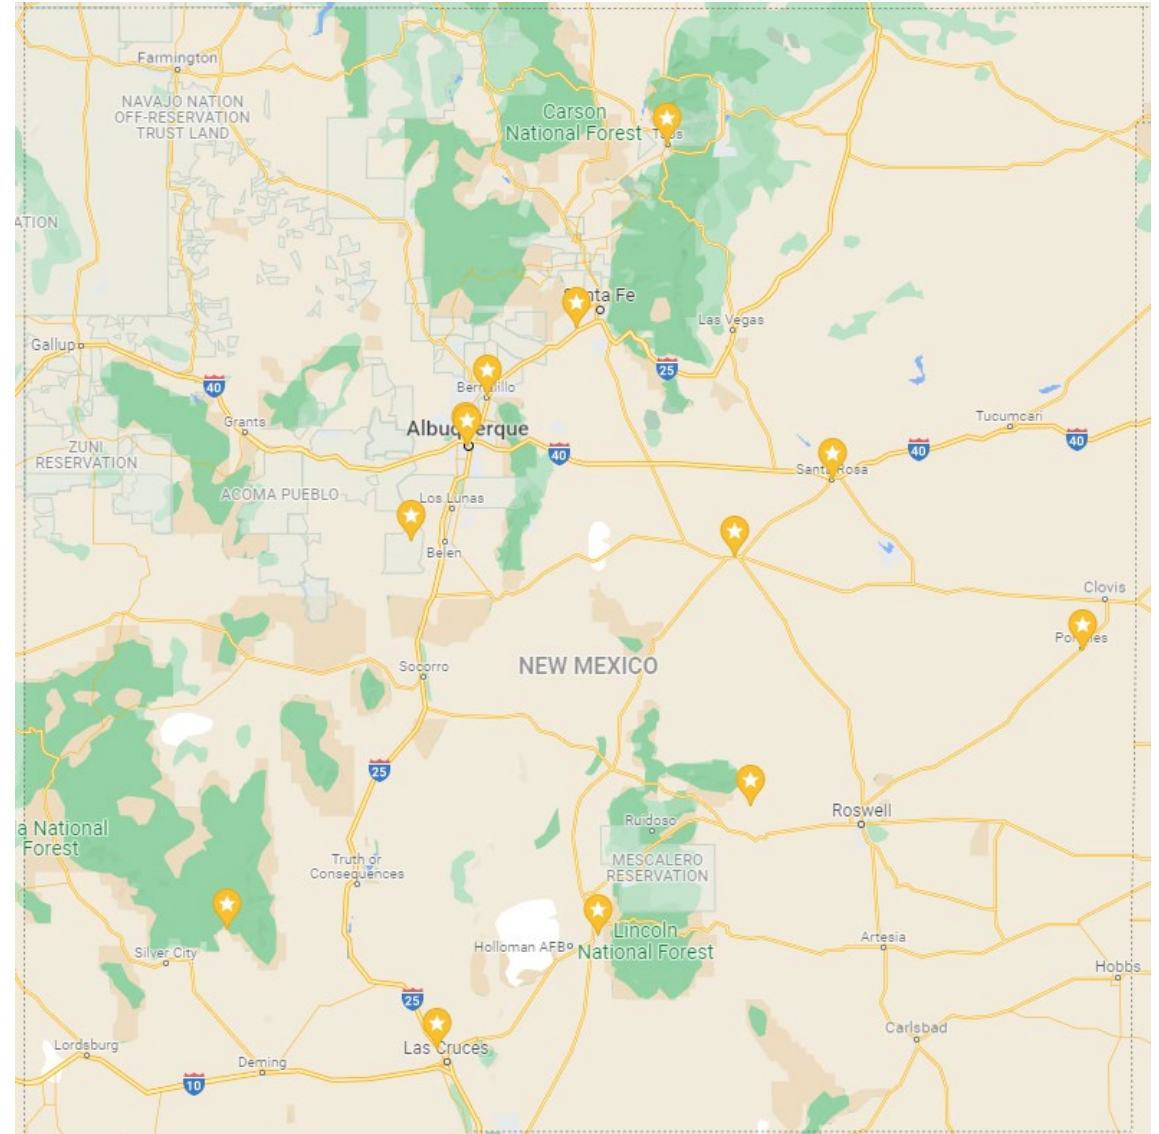 Farmington
NAVAJO NATION
OFF-RESERVATION
TRUST LAND
Carson
National Forest
ATION
nta Fe
Las Vegas
Gallup
25
40
Grants
Albuquerque
Tucumcari
40
40
40
ZUNI
RESERVATION
Santa Rosa
ACOMA PUEBLO
Los Lunas
Belen
Clovis
Socorro
NEW MEXICO
25
Roswell
Ruidoso
a National
Forest
Truth or
Consequences
MESCALERO
RESERVATION
Silver City
Holloman AFB
Lincoln
National Forest
Artesia
Hobbs
25
Carlsbad
Lordsburg
Las Cruces
Deming
10